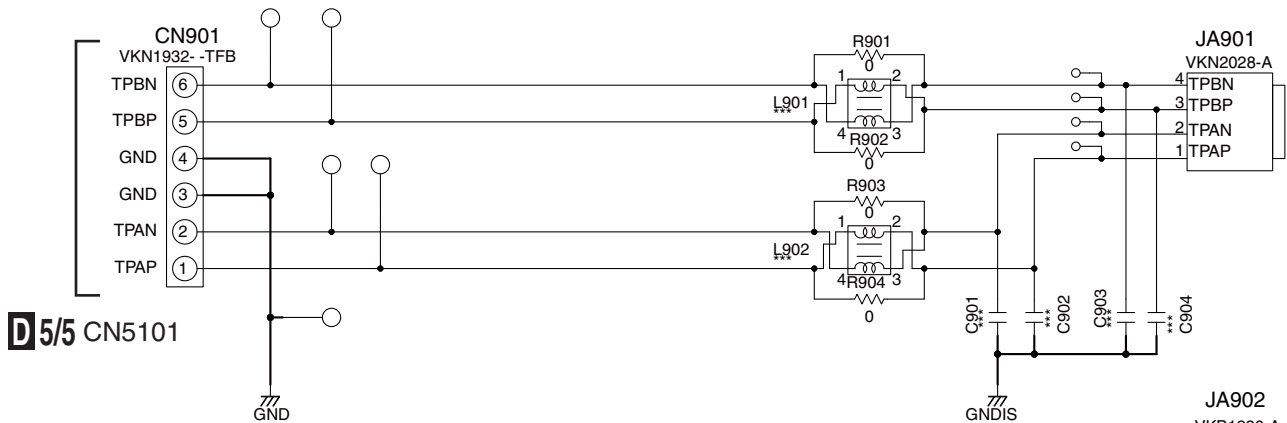 CN901
VKN1932- -TFB
TPBN 6
TPBP 5
GND 4
GND 3
TPAN 2
TPAP 1
D 5/5 CN5101
GND
R901
0
1 2
L901
***
4 3
R902
0
R903
0
1 2
L902
***
4 3
R904
0
JA901
VKN2028-A
4 TPBN
3 TPBP
2 TPAN
1 TPAP
C901
***
C902
***
C903
***
C904
***
GNDIS
JA902